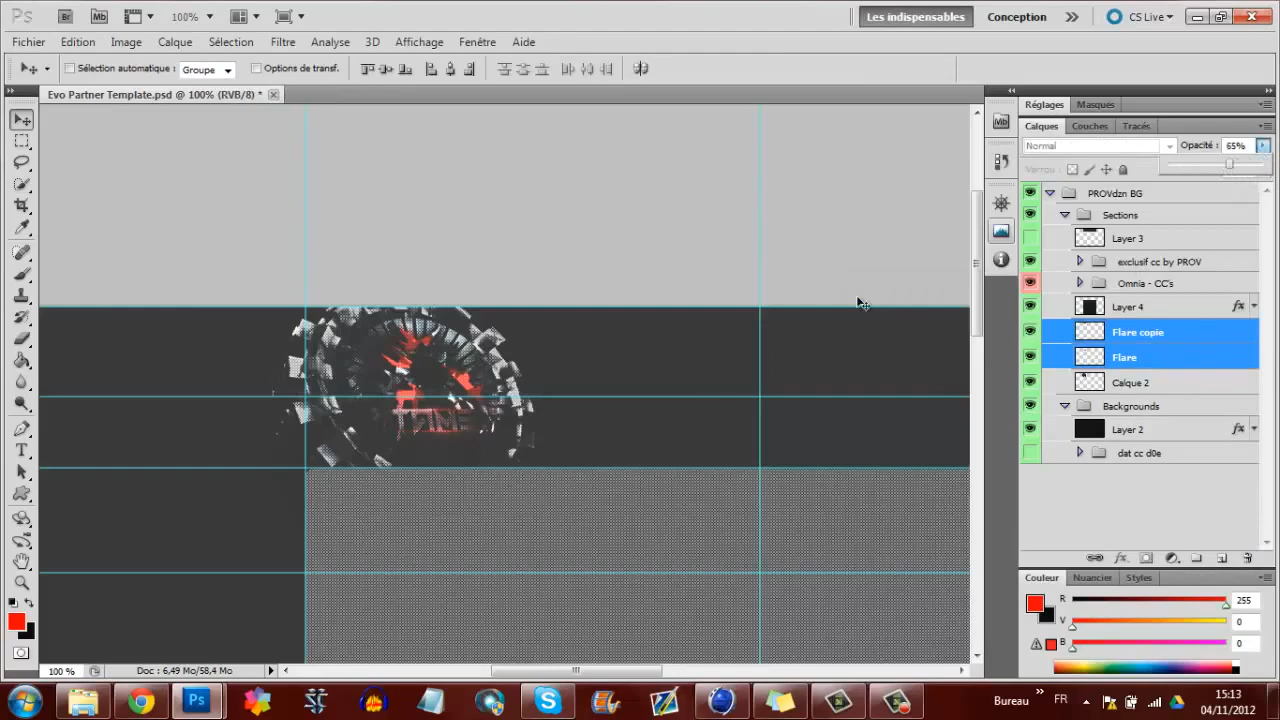 Ps Br Mb 100% Les indispensables Conception CS Live
Fichier Edition Image Calque Sélection Filtre Analyse 3D Affichage Fenêtre Aide
Sélection automatique : Groupe Options de transf.
Evo Partner Template.psd @ 100% (RVB/8) *
Réglages Masques
Calques Couches Tracés
Normal Opacité : 65%
Verrou :
PROVdzn BG
Sections
Layer 3
exclusif cc by PROV
Omnia - CC's
Layer 4 fx
Flare copie
Flare
Calque 2
Backgrounds
Layer 2 fx
dat cc d0e
Couleur Nuancier Styles
R 255
V 0
B 0
100 % Doc : 6,49 Mo/58,4 Mo
Ps Bureau FR 15:13
04/11/2012